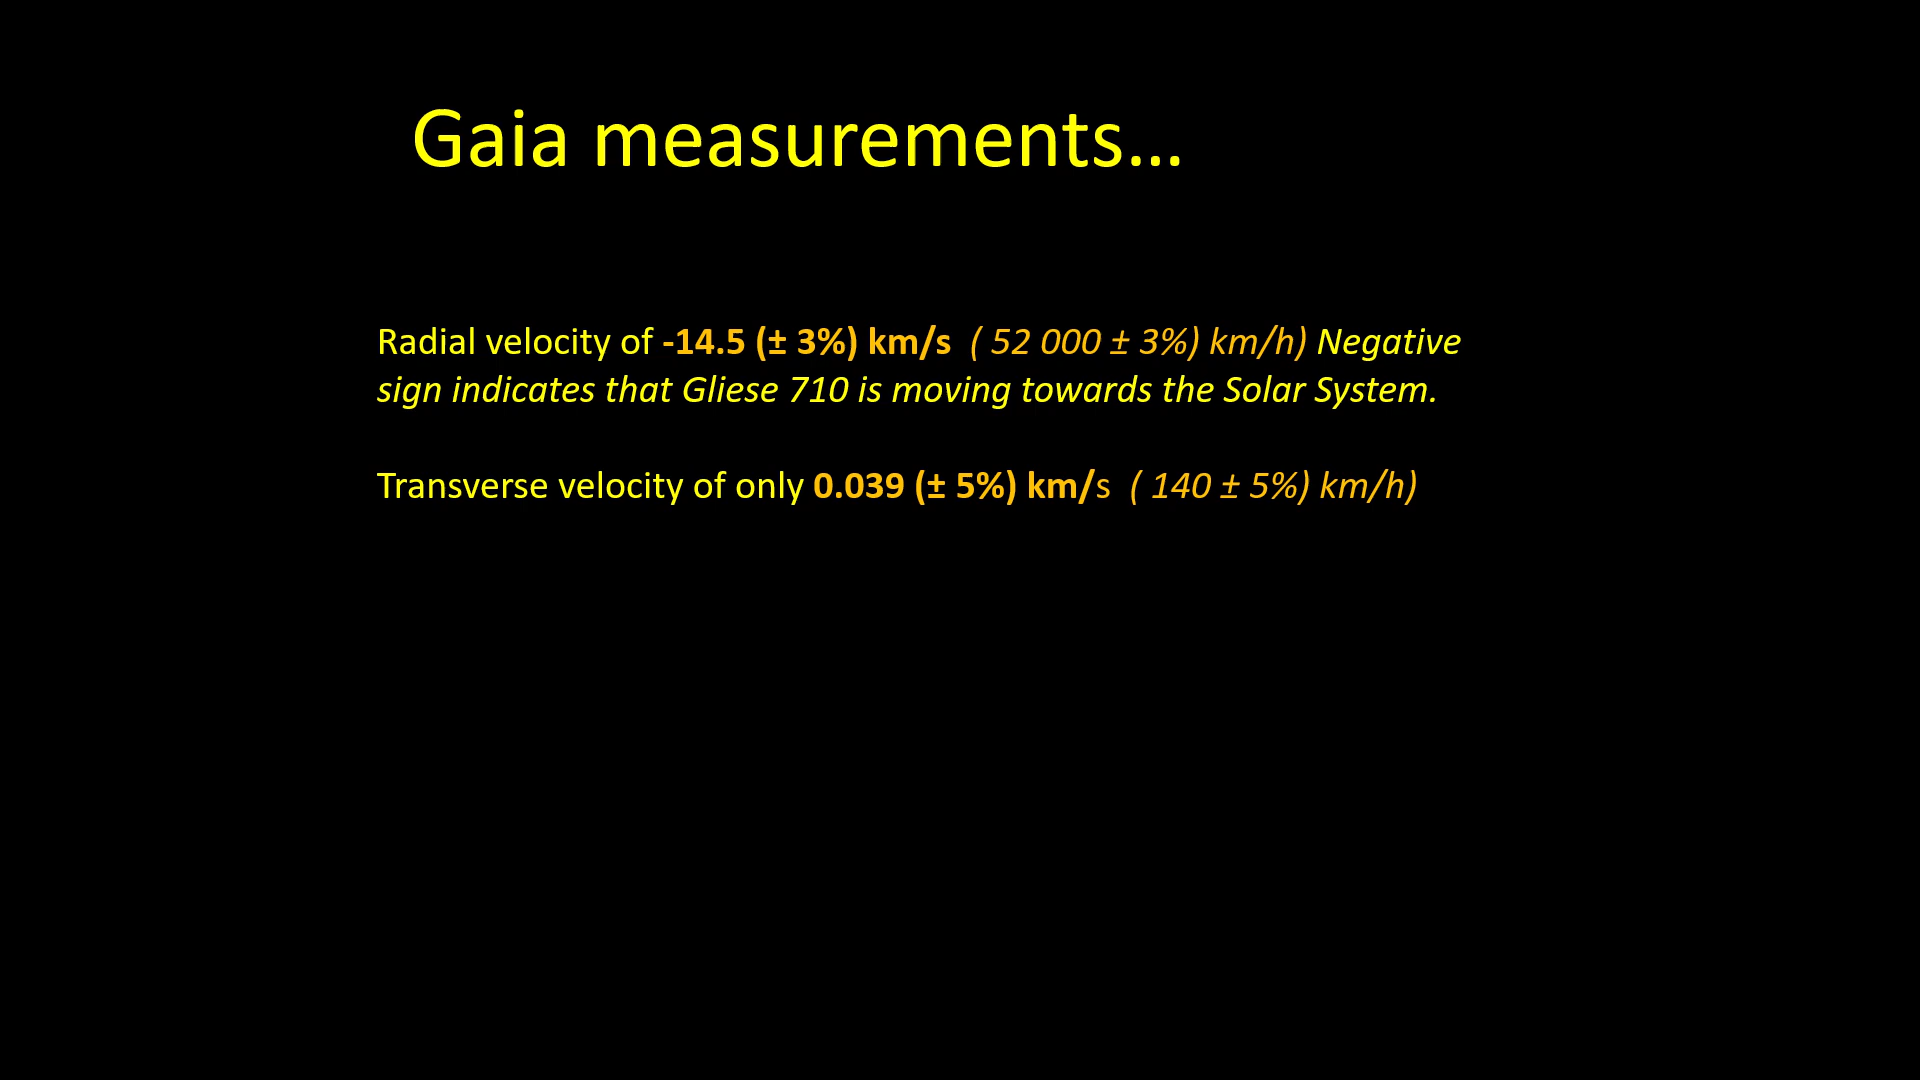 Gaia measurements…
Radial velocity of -14.5 (± 3%) km/s ( 52 000 ± 3%) km/h) Negative
sign indicates that Gliese 710 is moving towards the Solar System.
Transverse velocity of only 0.039 (± 5%) km/s ( 140 ± 5%) km/h)